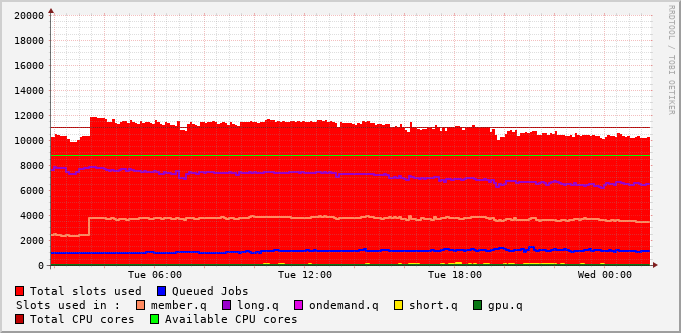 20000
18000
16000
14000
12000
10000
8000
6000
4000
2000
0
Tue 06:00 Tue 12:00 Tue 18:00 Wed 00:00
RRDTOOL / TOBI OETIKER
Total slots used Queued Jobs
Slots used in : member.q long.q ondemand.q short.q gpu.q
Total CPU cores Available CPU cores